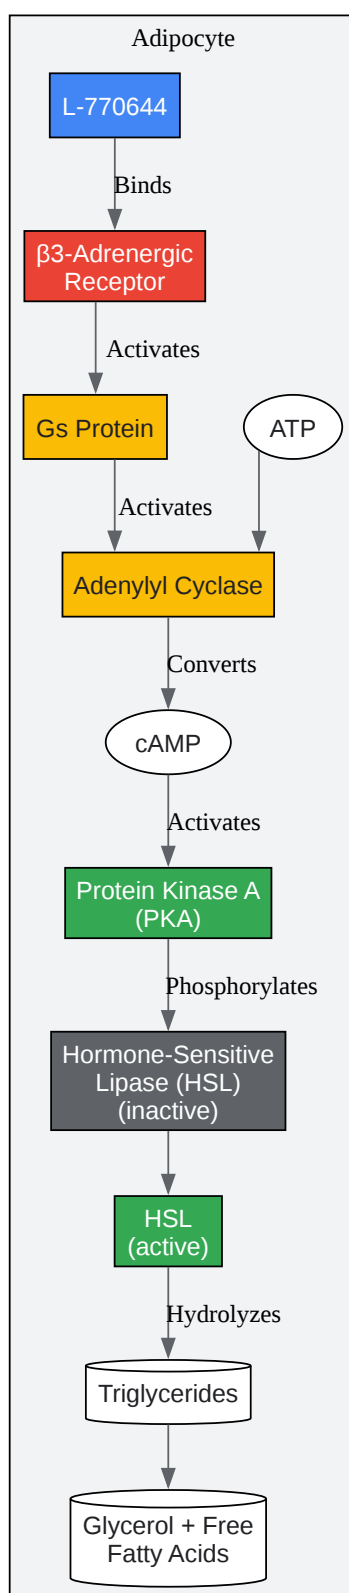 Adipocyte
L-770644
Binds
β3-Adrenergic
Receptor
Activates
Gs Protein
ATP
Activates
Adenylyl Cyclase
Converts
cAMP
Activates
Protein Kinase A
(PKA)
Phosphorylates
Hormone-Sensitive
Lipase (HSL)
(inactive)
HSL
(active)
Hydrolyzes
Triglycerides
Glycerol + Free
Fatty Acids